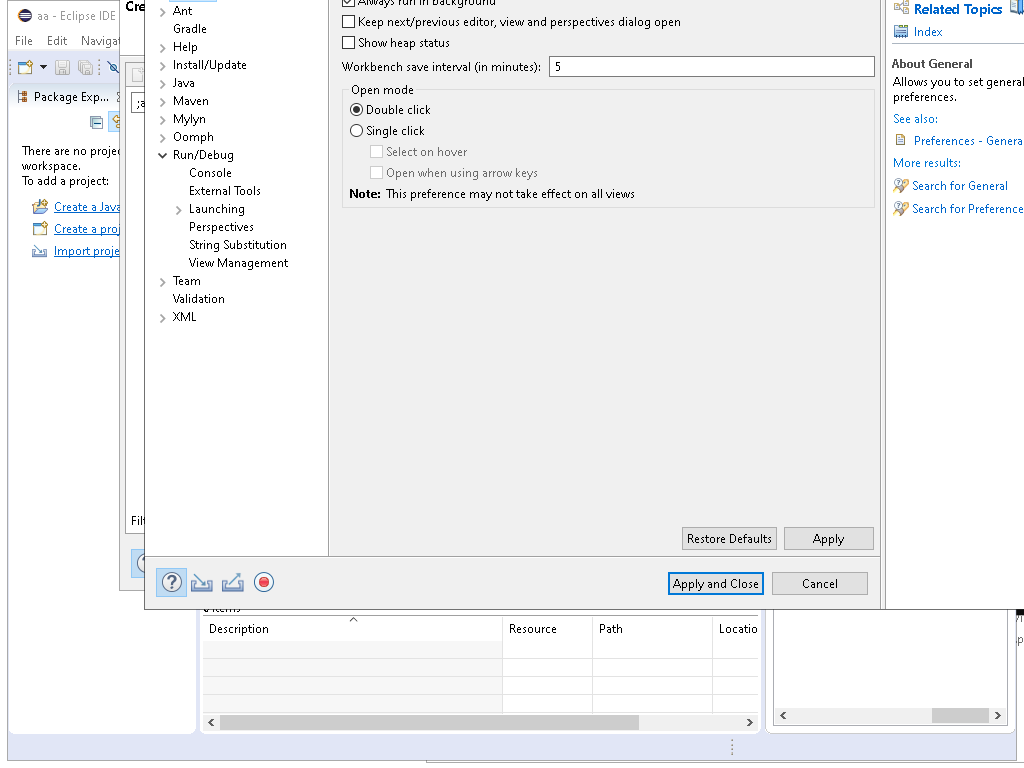 aa - Eclipse IDE
File Edit Navigat
Package Exp...
There are no proje
workspace.
To add a project:
Create a Java
Create a proj
Import proje
Cre
;a
Filt
Ant
Gradle
Help
Install/Update
Java
Maven
Mylyn
Oomph
Run/Debug
Console
External Tools
Launching
Perspectives
String Substitution
View Management
Team
Validation
XML
Always run in background
Keep next/previous editor, view and perspectives dialog open
Show heap status
Workbench save interval (in minutes): 5
Open mode
Double click
Single click
Select on hover
Open when using arrow keys
Note: This preference may not take effect on all views
Restore Defaults Apply
Apply and Close Cancel
Related Topics
Index
About General
Allows you to set general
preferences.
See also:
Preferences - Genera
More results:
Search for General
Search for Preference
items
Description Resource Path Locatio